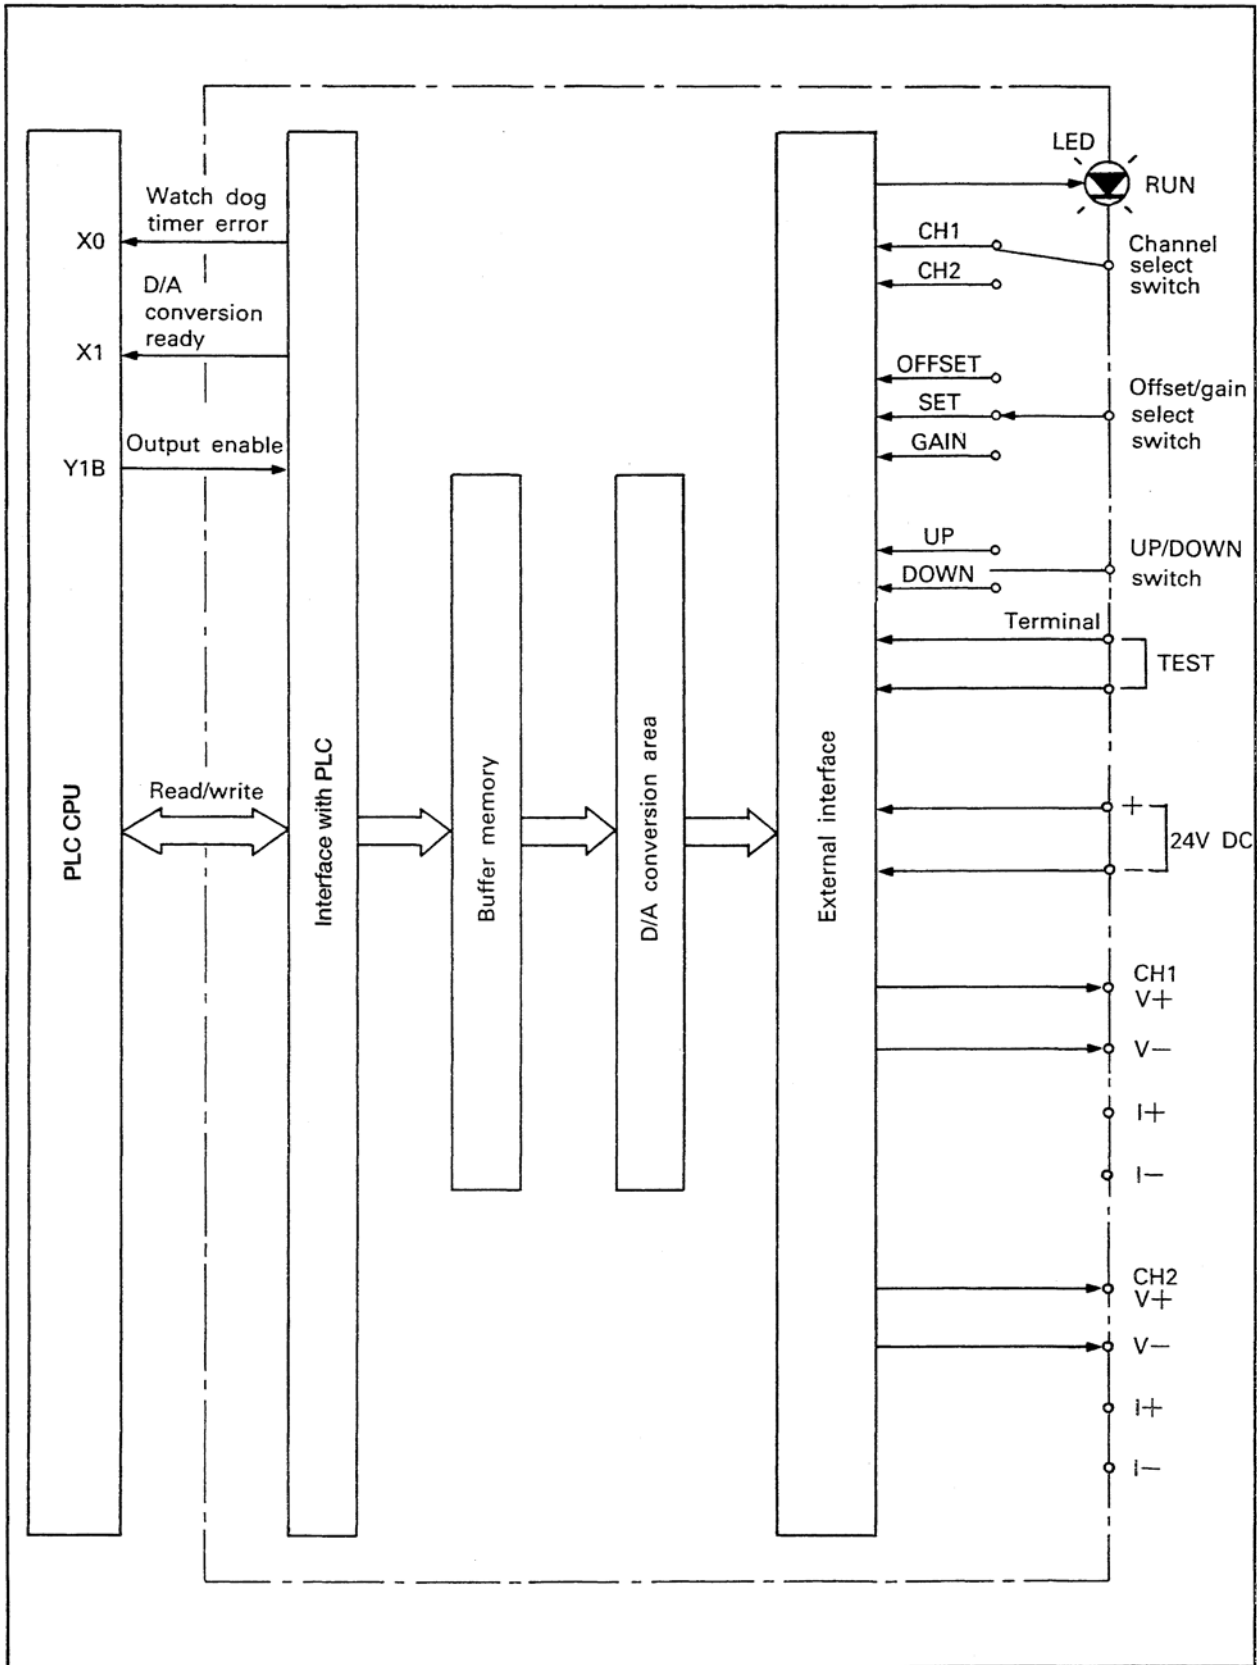 LED
RUN
Watch dog
timer error
X0
CH1
Channel
select
switch
CH2
D/A
conversion
ready
X1
OFFSET
SET
GAIN
Offset/gain
select
switch
Output enable
Y1B
UP
DOWN
UP/DOWN
switch
Terminal
TEST
PLC CPU
Read/write
Interface with PLC
Buffer memory
D/A conversion area
External interface
+
24V DC
−
CH1
V+
V−
I+
I−
CH2
V+
V−
I+
I−